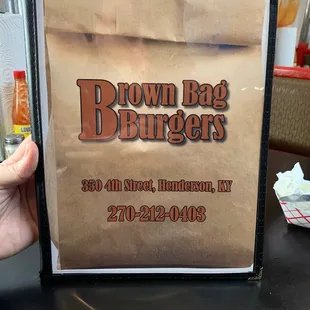 Brown Bag
Burgers
350 4th Street, Henderson, KY
270-212-0403